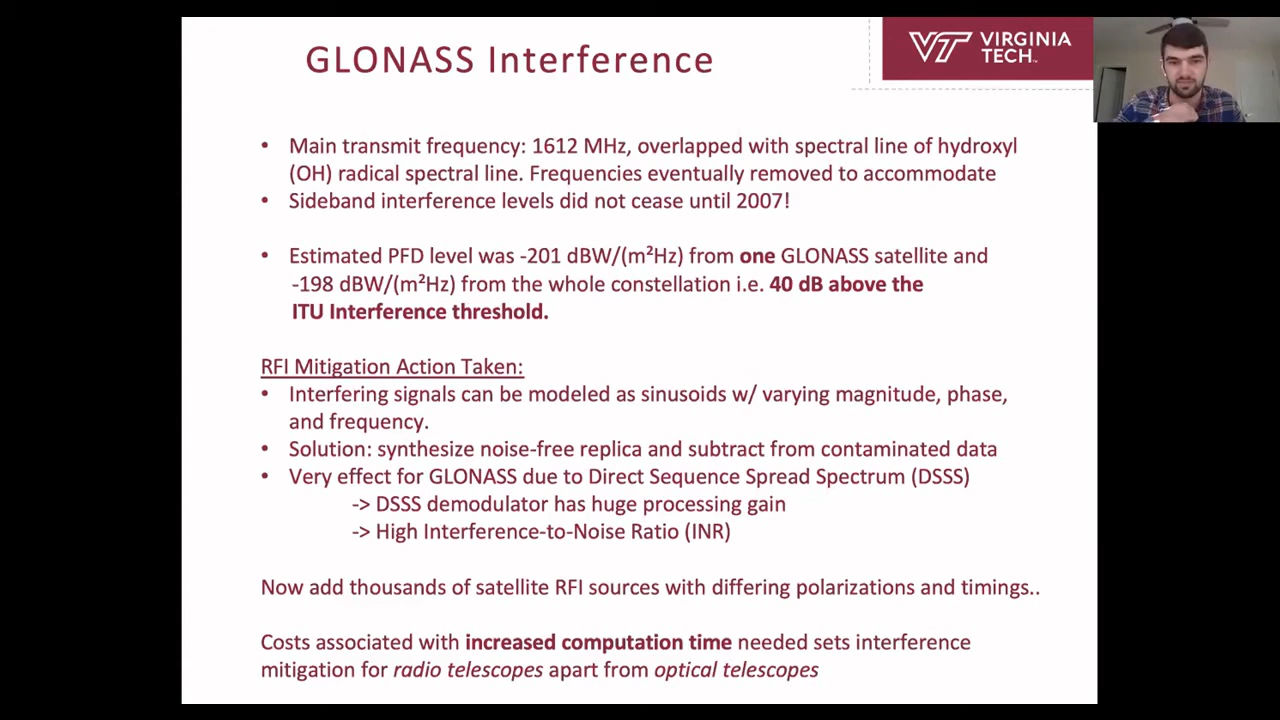 GLONASS Interference
VT VIRGINIA
TECH™
• Main transmit frequency: 1612 MHz, overlapped with spectral line of hydroxyl
(OH) radical spectral line. Frequencies eventually removed to accommodate
• Sideband interference levels did not cease until 2007!
• Estimated PFD level was -201 dBW/(m²Hz) from one GLONASS satellite and
-198 dBW/(m²Hz) from the whole constellation i.e. 40 dB above the
ITU Interference threshold.
RFI Mitigation Action Taken:
• Interfering signals can be modeled as sinusoids w/ varying magnitude, phase,
and frequency.
• Solution: synthesize noise-free replica and subtract from contaminated data
• Very effect for GLONASS due to Direct Sequence Spread Spectrum (DSSS)
-> DSSS demodulator has huge processing gain
-> High Interference-to-Noise Ratio (INR)
Now add thousands of satellite RFI sources with differing polarizations and timings..
Costs associated with increased computation time needed sets interference
mitigation for radio telescopes apart from optical telescopes